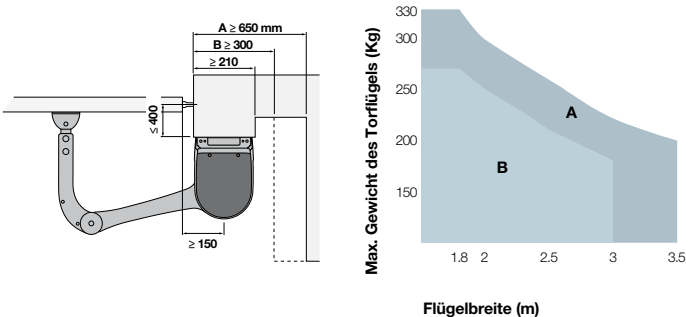 A ≥ 650 mm
B ≥ 300
≥ 210
≤ 400
≥ 150
Max. Gewicht des Torflügels (Kg)
330
300
250
200
150
A
B
1.8 2 2.5 3 3.5
Flügelbreite (m)